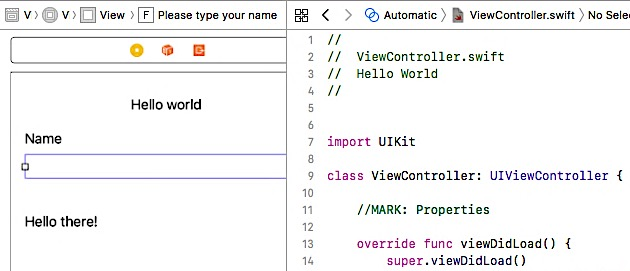 V V View F Please type your name
Automatic ViewController.swift No Sele
Hello world
Name
Hello there!
1 //
2 // ViewController.swift
3 // Hello World
4 //
5
6
7 import UIKit
8
9 class ViewController: UIViewController {
10
11 //MARK: Properties
12
13 override func viewDidLoad() {
14 super.viewDidLoad()